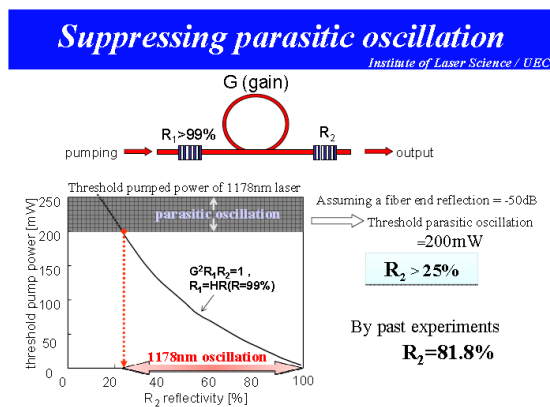 Suppressing parasitic oscillation
Institute of Laser Science / UEC
G (gain)
R1>99%
R2
pumping
output
Threshold pumped power of 1178nm laser
threshold pump power [mW]
250
200
150
100
50
0
parasitic oscillation
G²R1R2=1 ,
R1=HR(R=99%)
1178nm oscillation
0 20 40 60 80 100
R2 reflectivity [%]
Assuming a fiber end reflection = -50dB
Threshold parasitic oscillation
=200mW
R2 > 25%
By past experiments
R2=81.8%